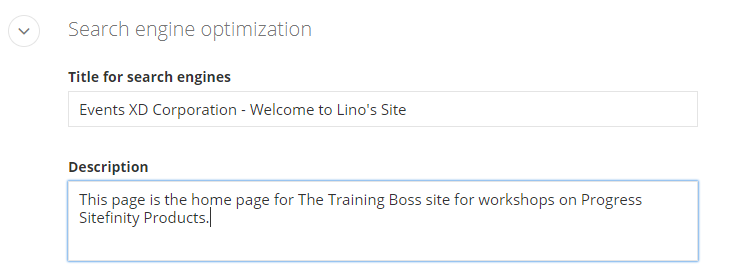 Search engine optimization
Title for search engines
Events XD Corporation - Welcome to Lino's Site
Description
This page is the home page for The Training Boss site for workshops on Progress
Sitefinity Products.